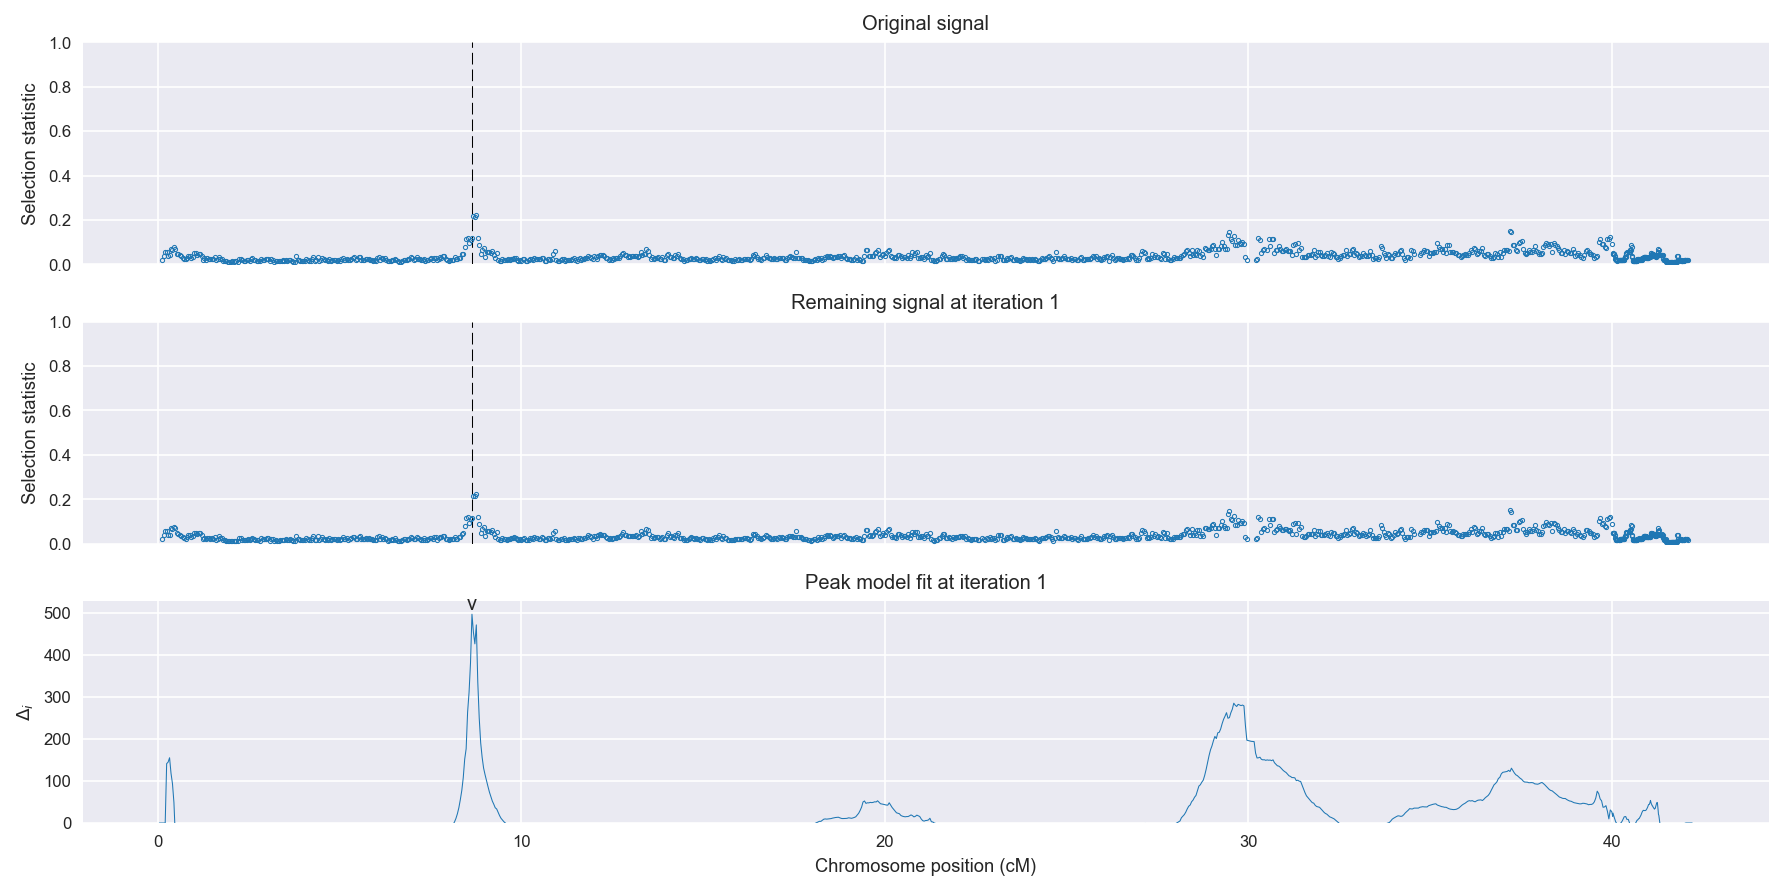 Original signal
1.0
0.8
0.6
0.4
0.2
0.0
Selection statistic
Remaining signal at iteration 1
1.0
0.8
0.6
0.4
0.2
0.0
Selection statistic
Peak model fit at iteration 1
v
500
400
300
200
100
0
Δi
0 10 20 30 40
Chromosome position (cM)